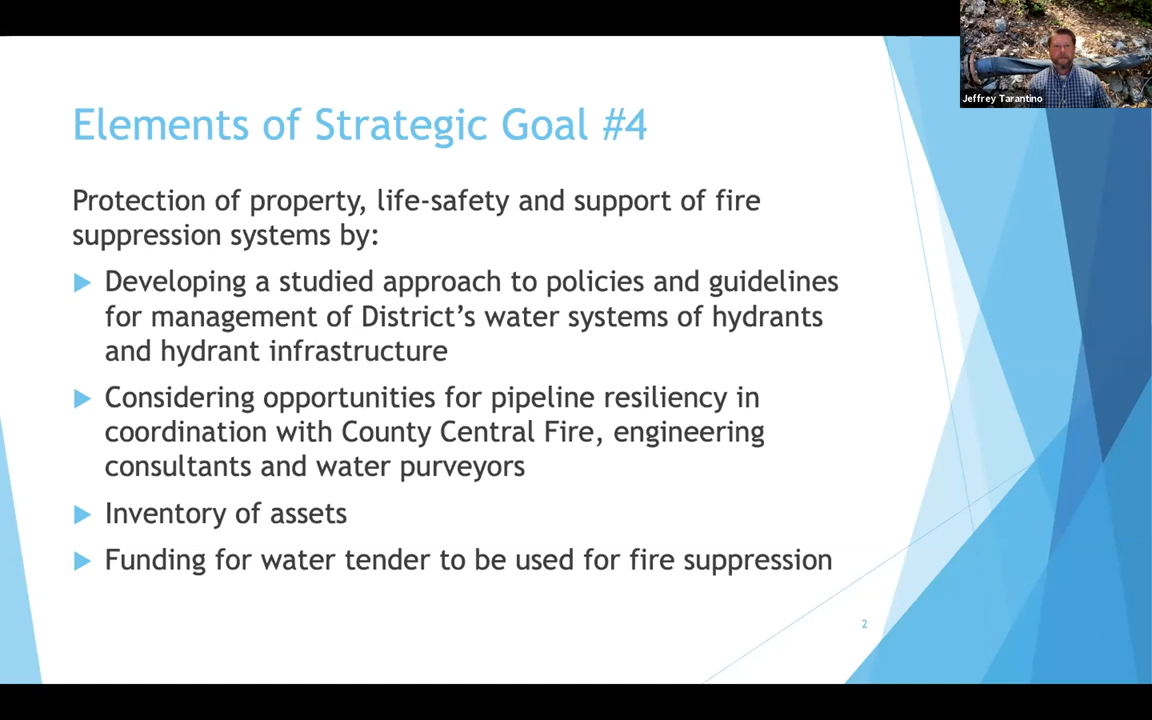 Jeffrey Tarantino
Elements of Strategic Goal #4
Protection of property, life-safety and support of fire
suppression systems by:
Developing a studied approach to policies and guidelines
for management of District’s water systems of hydrants
and hydrant infrastructure
Considering opportunities for pipeline resiliency in
coordination with County Central Fire, engineering
consultants and water purveyors
Inventory of assets
Funding for water tender to be used for fire suppression
2